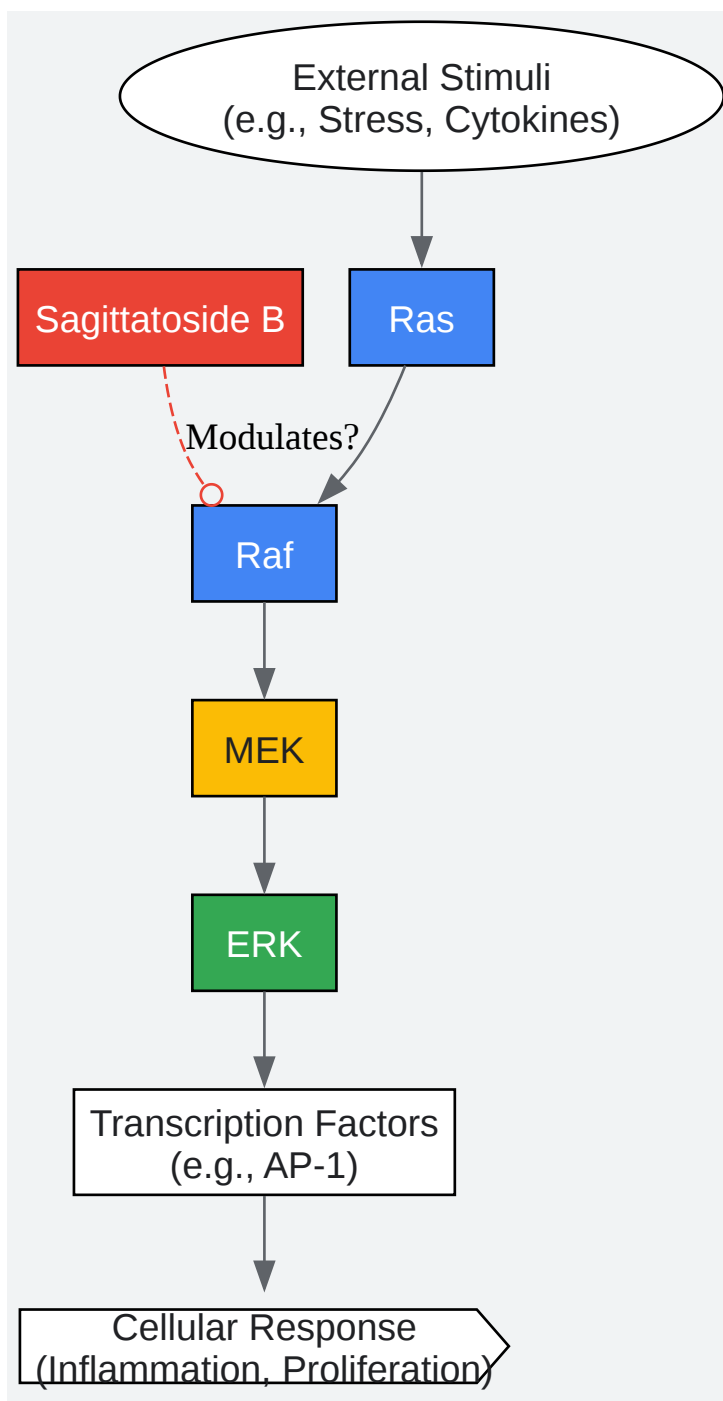 External Stimuli
(e.g., Stress, Cytokines)
Sagittatoside B
Ras
Modulates?
Raf
MEK
ERK
Transcription Factors
(e.g., AP-1)
Cellular Response
(Inflammation, Proliferation)